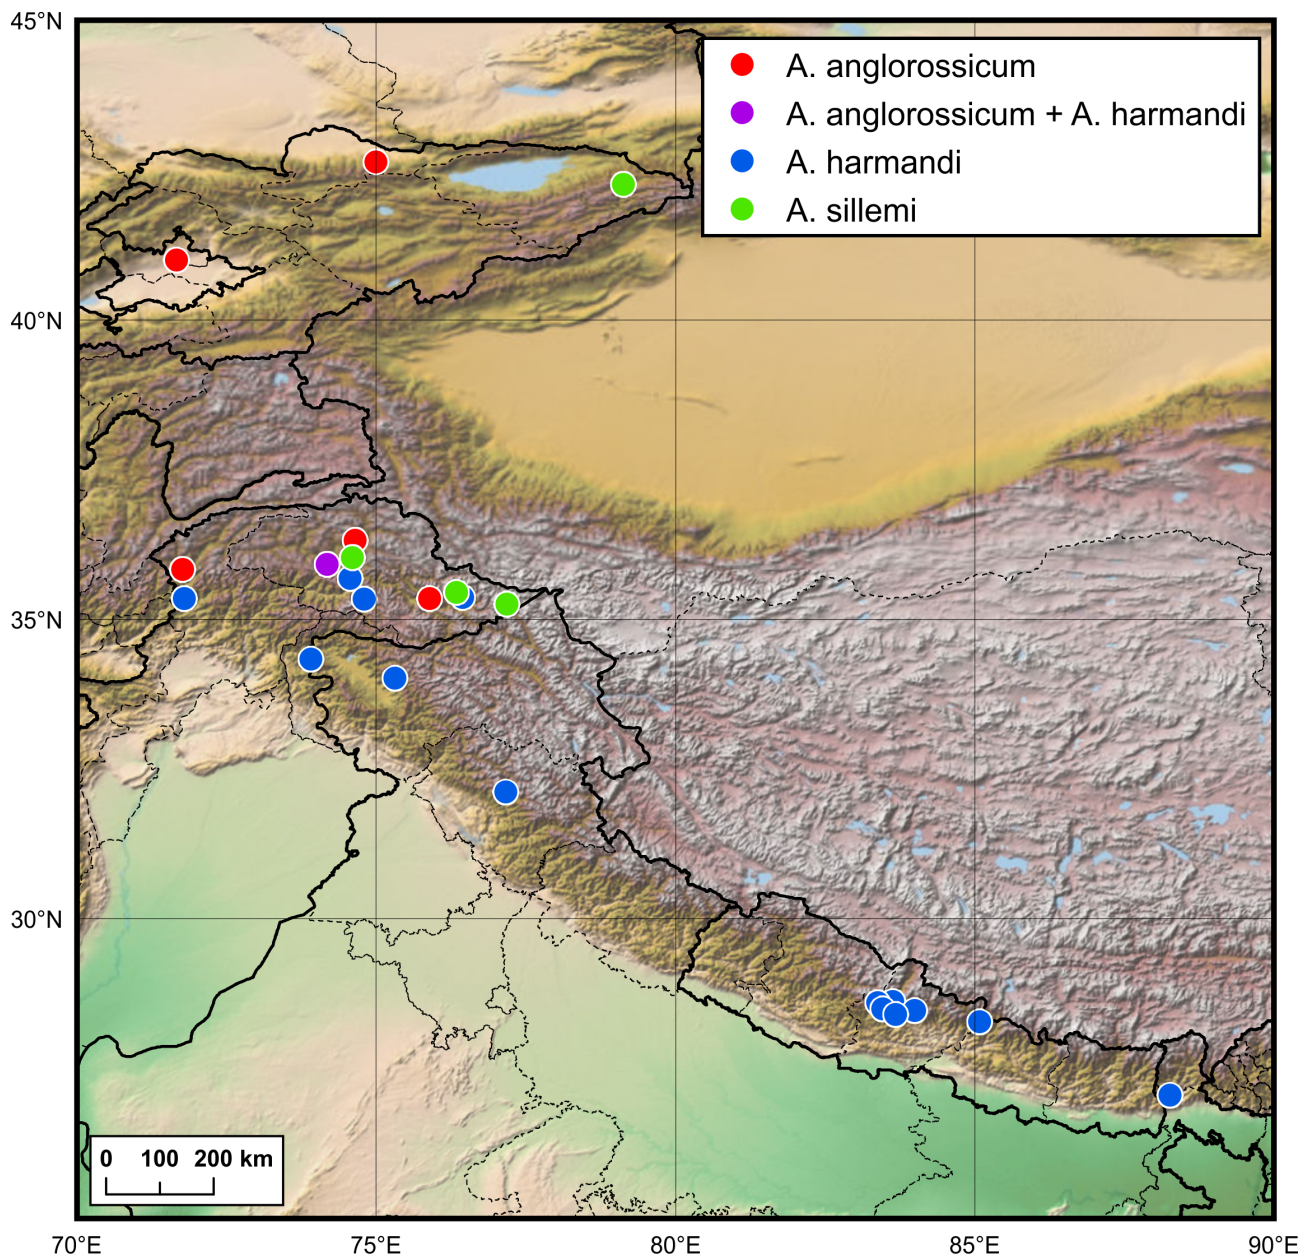 45°N
A. anglorossicum
A. anglorossicum + A. harmandi
A. harmandi
A. sillemi
40°N
35°N
30°N
0 100 200 km
70°E 75°E 80°E 85°E 90°E